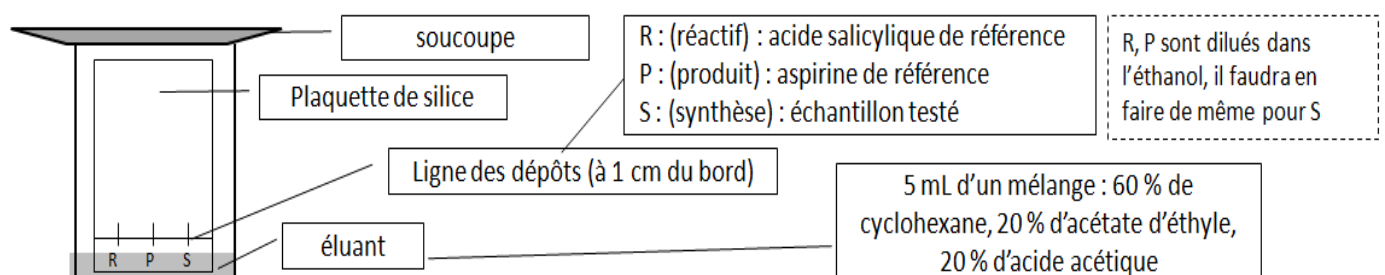 soucoupe
Plaquette de silice
R : (réactif) : acide salicylique de référence
P : (produit) : aspirine de référence
S : (synthèse) : échantillon testé
R, P sont dilués dans
l’éthanol, il faudra en
faire de même pour S
Ligne des dépôts (à 1 cm du bord)
éluant
5 mL d’un mélange : 60 % de
cyclohexane, 20 % d’acétate d’éthyle,
20 % d’acide acétique
R P S